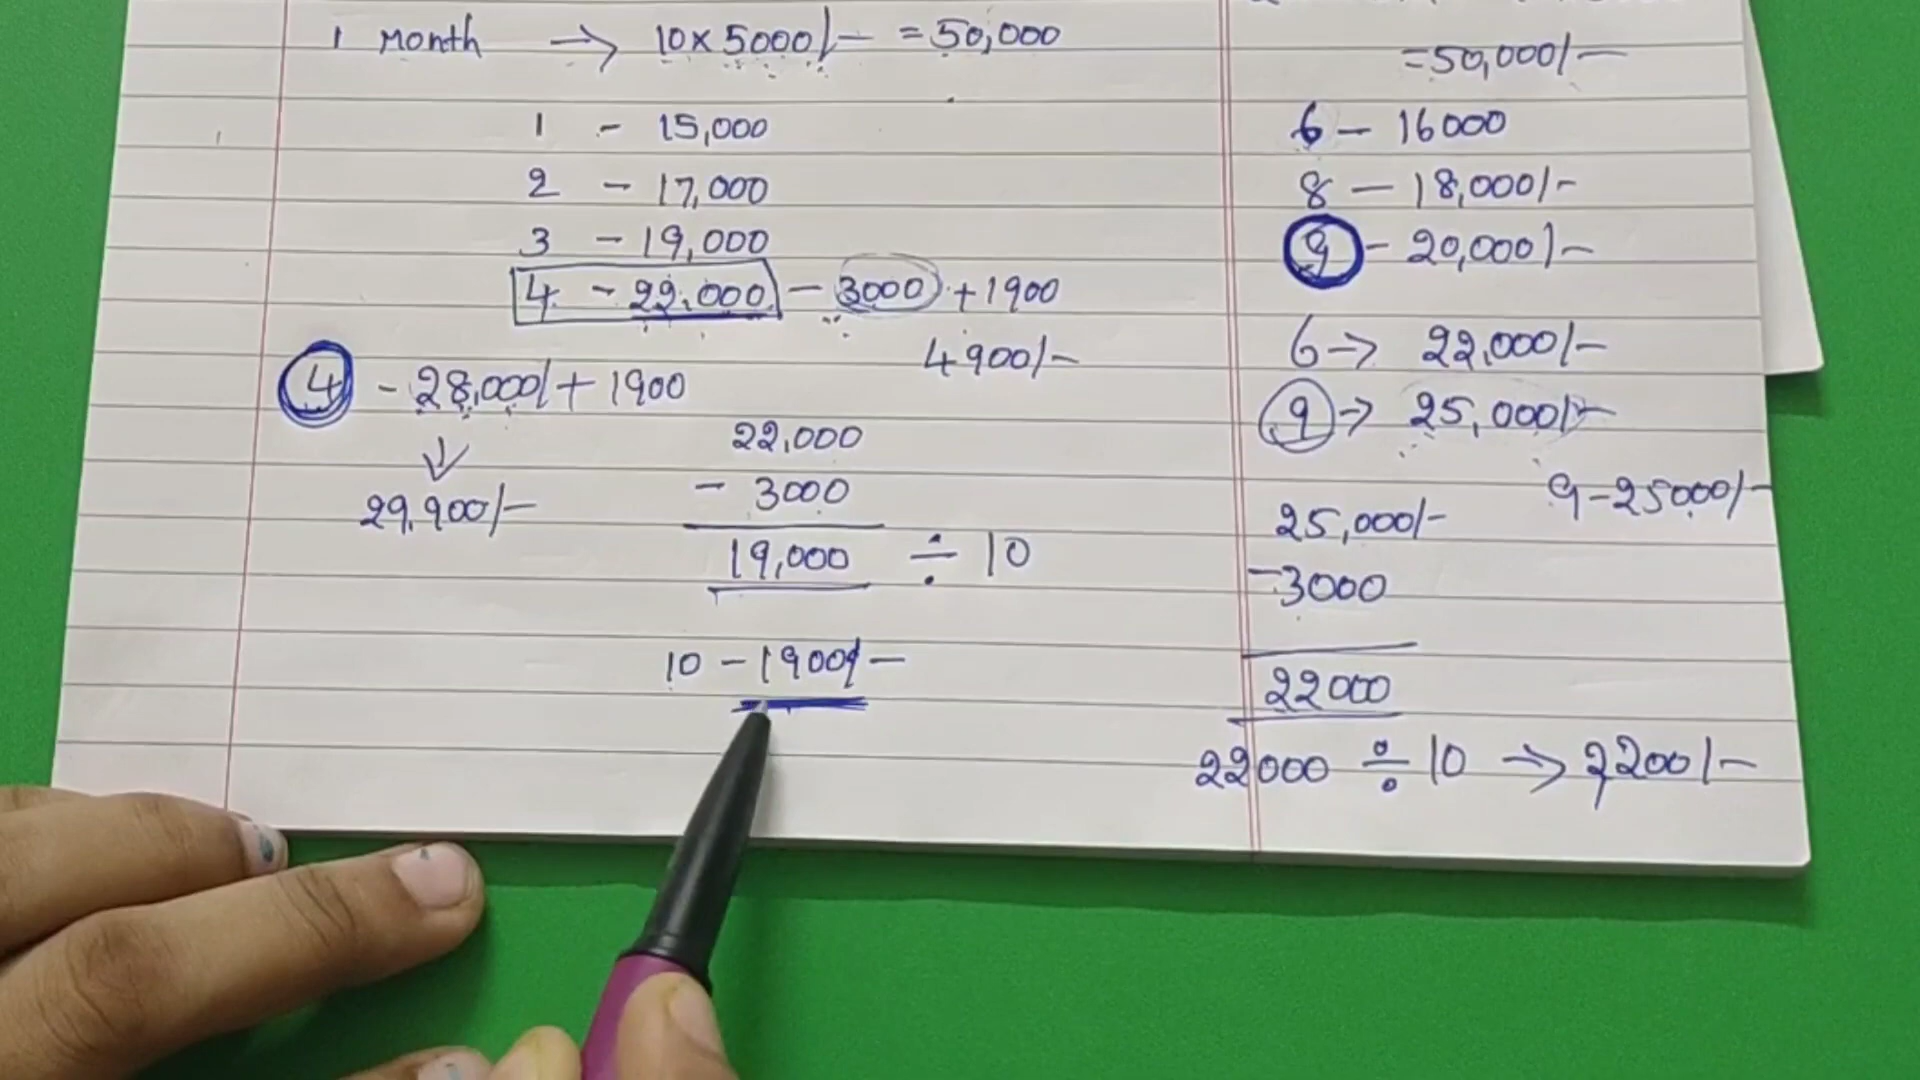 1 Month → 10 x 5000/- = 50,000
1 - 15,000
2 - 17,000
3 - 19,000
4 - 22,000 - 3000 + 1900
4900/-
4 - 28,000/ + 1900
↓
29,900/-
22,000
- 3000
19,000 ÷ 10
10 - 1900/-
= 50,000/-
6 - 16000
8 - 18,000/-
9 - 20,000/-
6 → 22,000/-
9 → 25,000/-
9 - 25000/-
25,000/-
- 3000
22000
22000 ÷ 10 → 2200/-